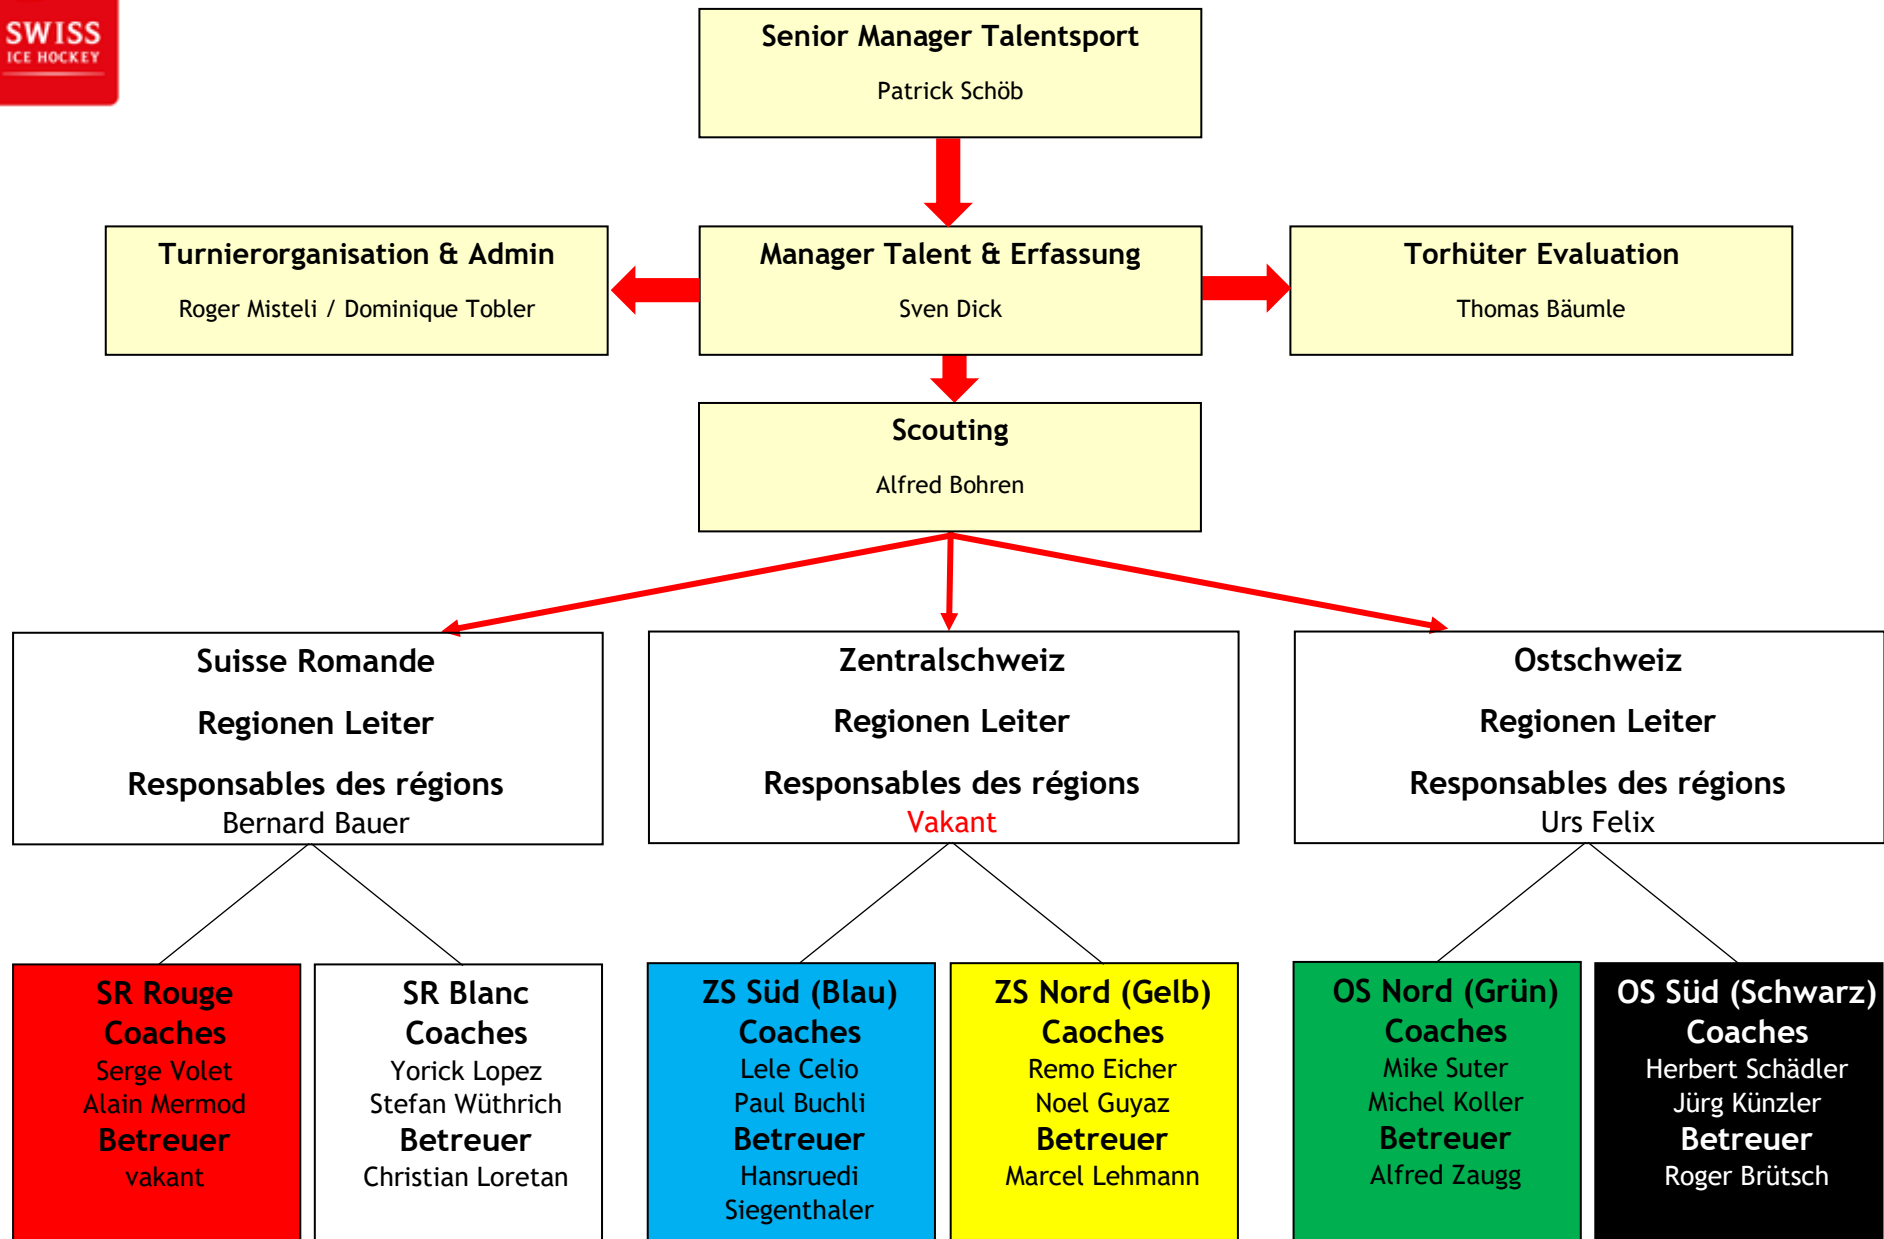 SWISS
ICE HOCKEY
Senior Manager Talentsport
Patrick Schöb
Turnierorganisation & Admin
Roger Misteli / Dominique Tobler
Manager Talent & Erfassung
Sven Dick
Torhüter Evaluation
Thomas Bäumle
Scouting
Alfred Bohren
Suisse Romande
Regionen Leiter
Responsables des régions
Bernard Bauer
Zentralschweiz
Regionen Leiter
Responsables des régions
Vakant
Ostschweiz
Regionen Leiter
Responsables des régions
Urs Felix
SR Rouge
Coaches
Serge Volet
Alain Mermod
Betreuer
vakant
SR Blanc
Coaches
Yorick Lopez
Stefan Wüthrich
Betreuer
Christian Loretan
ZS Süd (Blau)
Coaches
Lele Celio
Paul Buchli
Betreuer
Hansruedi
Siegenthaler
ZS Nord (Gelb)
Caoches
Remo Eicher
Noel Guyaz
Betreuer
Marcel Lehmann
OS Nord (Grün)
Coaches
Mike Suter
Michel Koller
Betreuer
Alfred Zaugg
OS Süd (Schwarz)
Coaches
Herbert Schädler
Jürg Künzler
Betreuer
Roger Brütsch